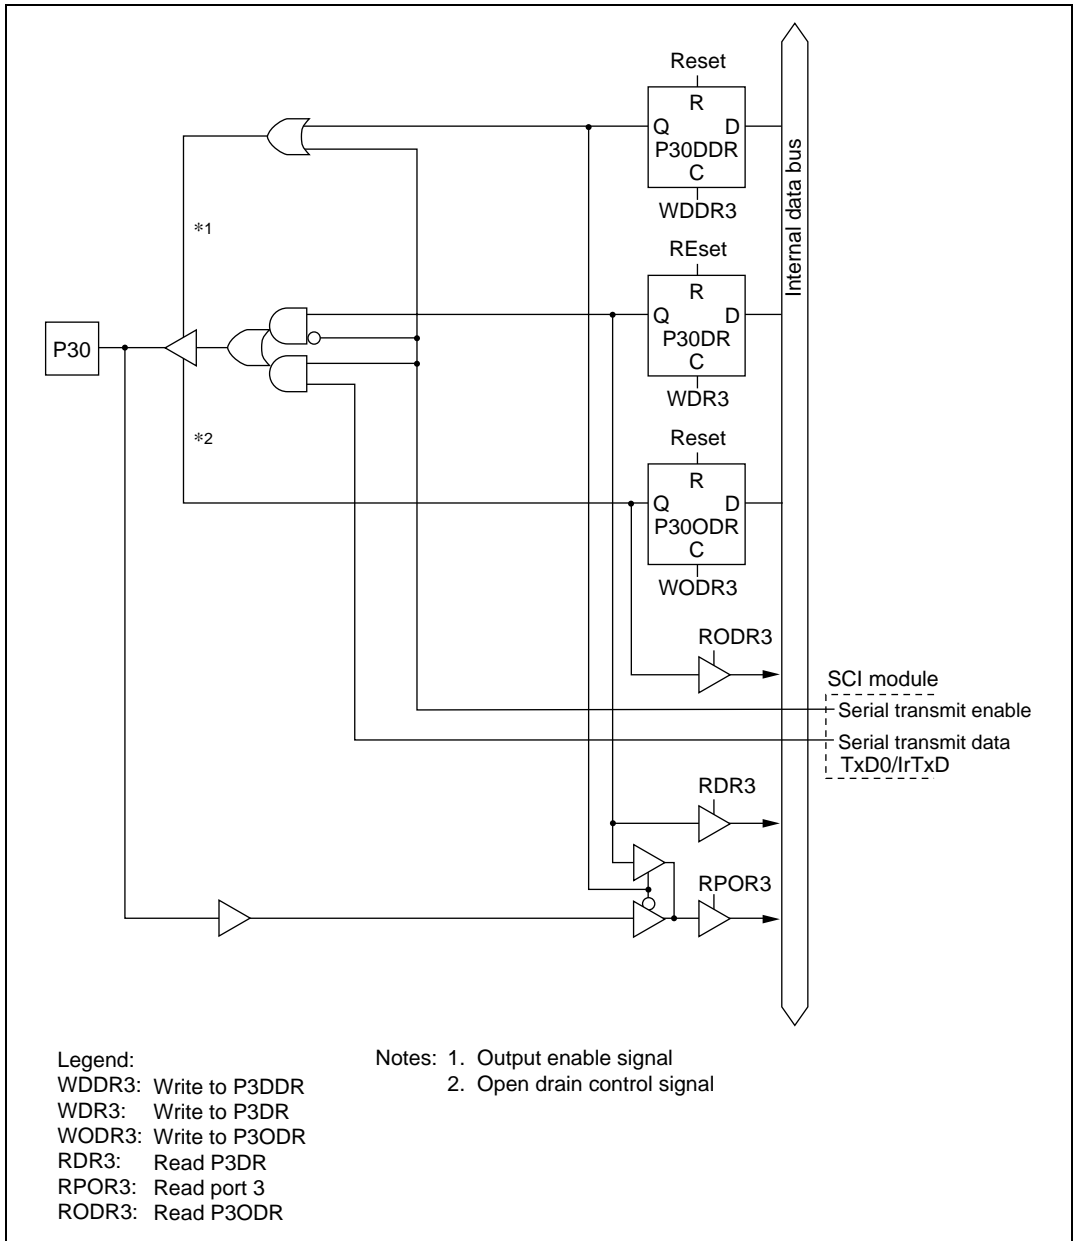 Reset
R
Q D
P30DDR
C
WDDR3
Internal data bus
*1
REset
R
Q D
P30DR
C
WDR3
P30
*2
Reset
R
Q D
P30ODR
C
WODR3
RODR3
SCI module
Serial transmit enable
Serial transmit data
TxD0/IrTxD
RDR3
RPOR3
Legend:
WDDR3: Write to P3DDR
WDR3: Write to P3DR
WODR3: Write to P3ODR
RDR3: Read P3DR
RPOR3: Read port 3
RODR3: Read P3ODR
Notes: 1. Output enable signal
2. Open drain control signal